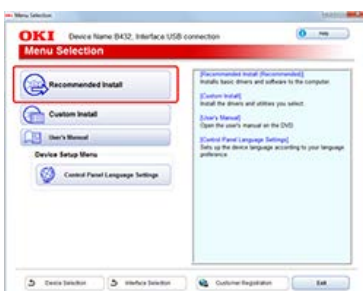 Menu Selection
OKI Device Name:B432, Interface:USB connection
Menu Selection
Recommended Install
Custom Install
User's Manual
Device Setup Menu
Control Panel Language Settings
[Recommended Install (Recommended)]
Installs basic drivers and software to the computer.
[Custom Install]
Install the drivers and utilities you select.
[User's Manual]
Open the user's manual on the DVD
[Control Panel Language Settings]
Sets up the device language according to your language
preference
Device Selection
Interface Selection
Customer Registration
Exit